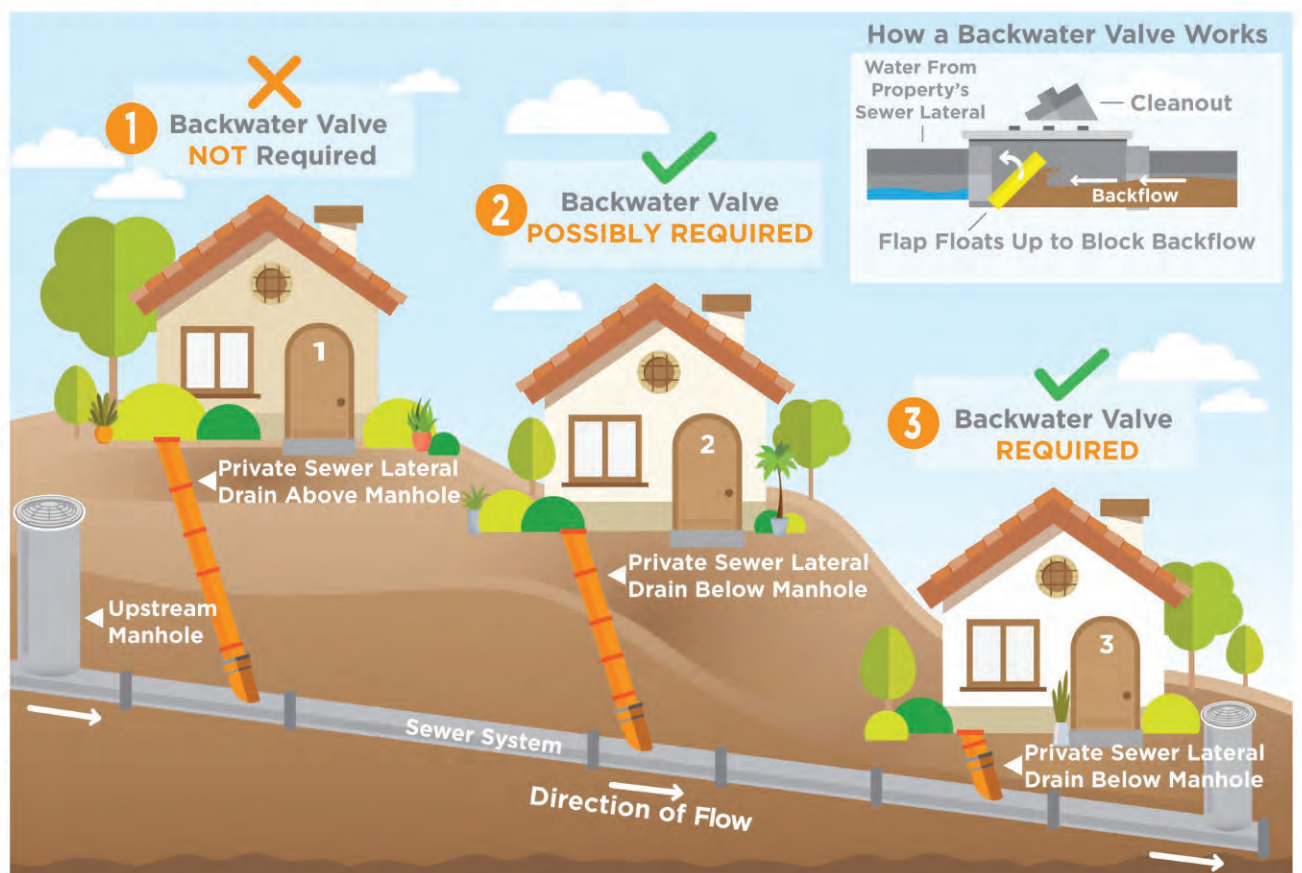 1
Backwater Valve
NOT Required
2
Backwater Valve
POSSIBLY REQUIRED
How a Backwater Valve Works
Water From
Property's
Sewer Lateral
Cleanout
Backflow
Flap Floats Up to Block Backflow
3
Backwater Valve
REQUIRED
1
Private Sewer Lateral
Drain Above Manhole
2
Private Sewer Lateral
Drain Below Manhole
Upstream
Manhole
3
Private Sewer Lateral
Drain Below Manhole
Sewer System
Direction of Flow